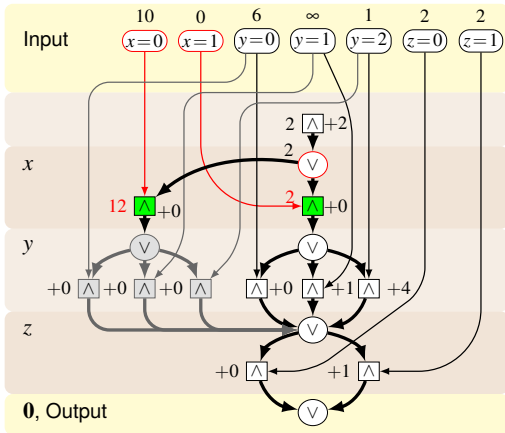 10 0 6 ∞ 1 2 2
Input x=0 x=1 y=0 y=1 y=2 z=0 z=1
2 ∧ +2
2
x ∨
12 ∧ +0 2 ∧ +0
y ∨ ∨
+0 ∧ +0 ∧ +0 ∧ ∧ +0 ∧ +1 ∧ +4
z ∨
+0 ∧ +1 ∧
0, Output ∨